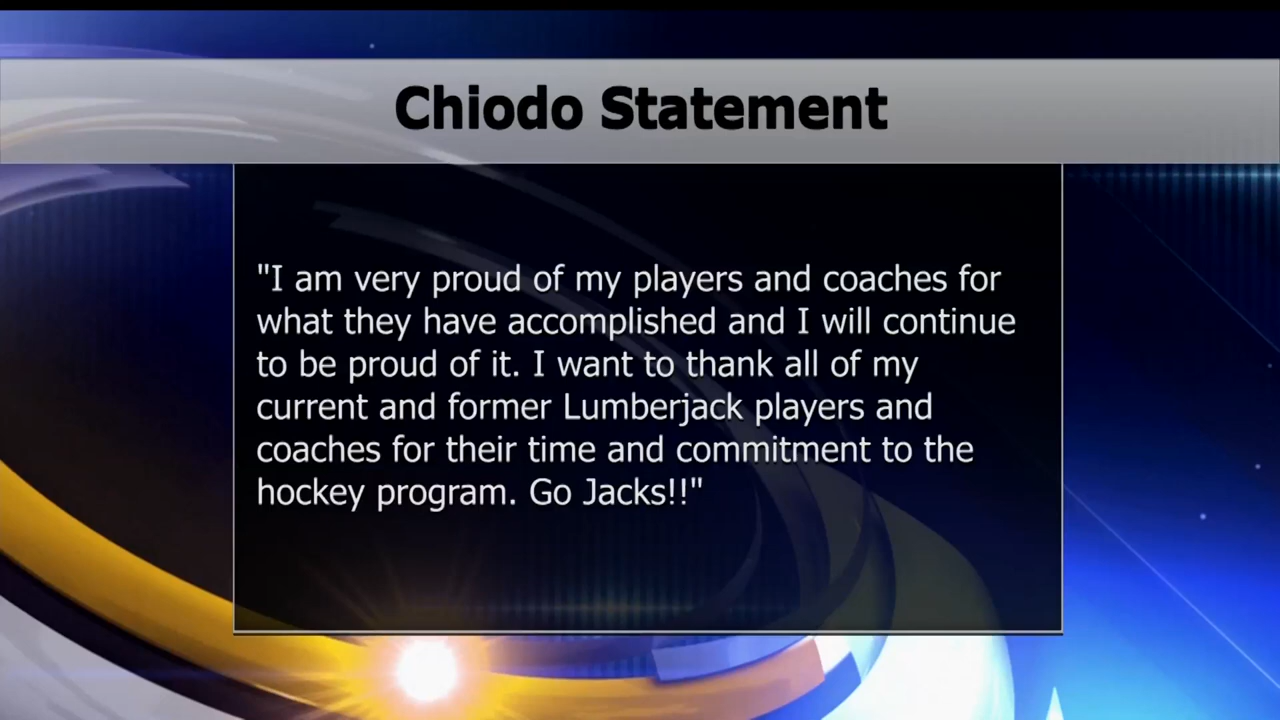 Chiodo Statement
"I am very proud of my players and coaches for
what they have accomplished and I will continue
to be proud of it. I want to thank all of my
current and former Lumberjack players and
coaches for their time and commitment to the
hockey program. Go Jacks!!"